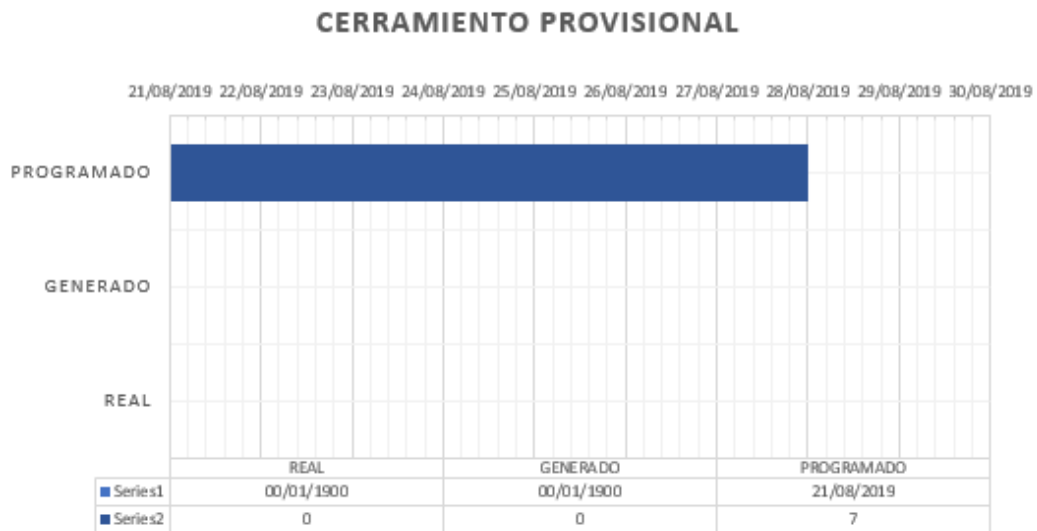 CERRAMIENTO PROVISIONAL
21/08/2019 22/08/2019 23/08/2019 24/08/2019 25/08/2019 26/08/2019 27/08/2019 28/08/2019 29/08/2019 30/08/2019
PROGRAMADO
GENERADO
REAL
REAL GENERADO PROGRAMADO
Series1 00/01/1900 00/01/1900 21/08/2019
Series2 0 0 7